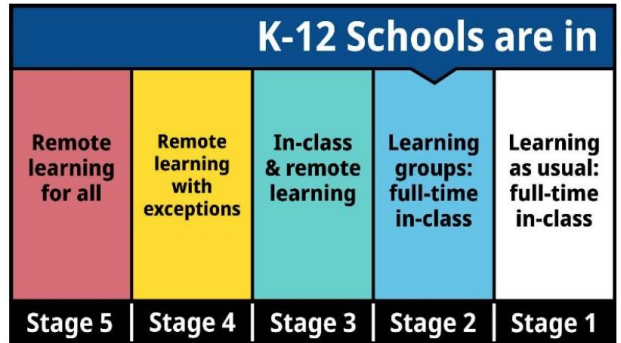 K-12 Schools are in
Remote
learning
for all
Remote
learning
with
exceptions
In-class
& remote
learning
Learning
groups:
full-time
in-class
Learning
as usual:
full-time
in-class
Stage 5
Stage 4
Stage 3
Stage 2
Stage 1